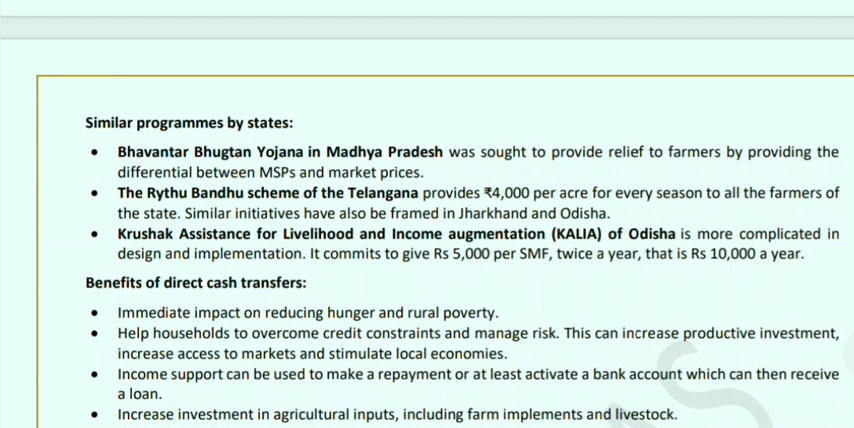 Similar programmes by states:
• Bhavantar Bhugtan Yojana in Madhya Pradesh was sought to provide relief to farmers by providing the
differential between MSPs and market prices.
• The Rythu Bandhu scheme of the Telangana provides ₹4,000 per acre for every season to all the farmers of
the state. Similar initiatives have also be framed in Jharkhand and Odisha.
• Krushak Assistance for Livelihood and Income augmentation (KALIA) of Odisha is more complicated in
design and implementation. It commits to give Rs 5,000 per SMF, twice a year, that is Rs 10,000 a year.
Benefits of direct cash transfers:
• Immediate impact on reducing hunger and rural poverty.
• Help households to overcome credit constraints and manage risk. This can increase productive investment,
increase access to markets and stimulate local economies.
• Income support can be used to make a repayment or at least activate a bank account which can then receive
a loan.
• Increase investment in agricultural inputs, including farm implements and livestock.